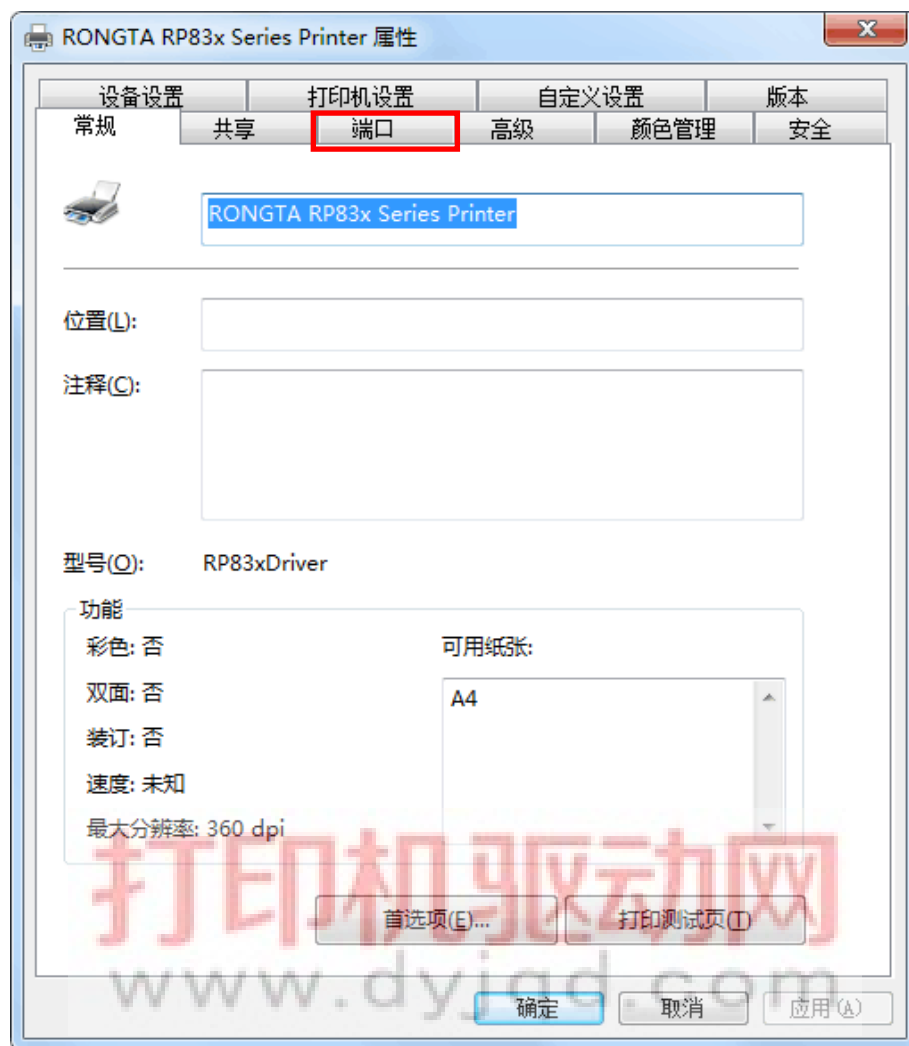 RONGTA RP83x Series Printer 属性
设备设置 打印机设置 自定义设置 版本
常规 共享 端口 高级 颜色管理 安全
RONGTA RP83x Series Printer
位置(L):
注释(C):
型号(O): RP83xDriver
功能
彩色: 否 可用纸张:
双面: 否 A4
装订: 否
速度: 未知
最大分辨率: 360 dpi
打印机驱动网
首选项(E)... 打印测试页(T)
www.dyjqd.com
确定 取消 应用(A)